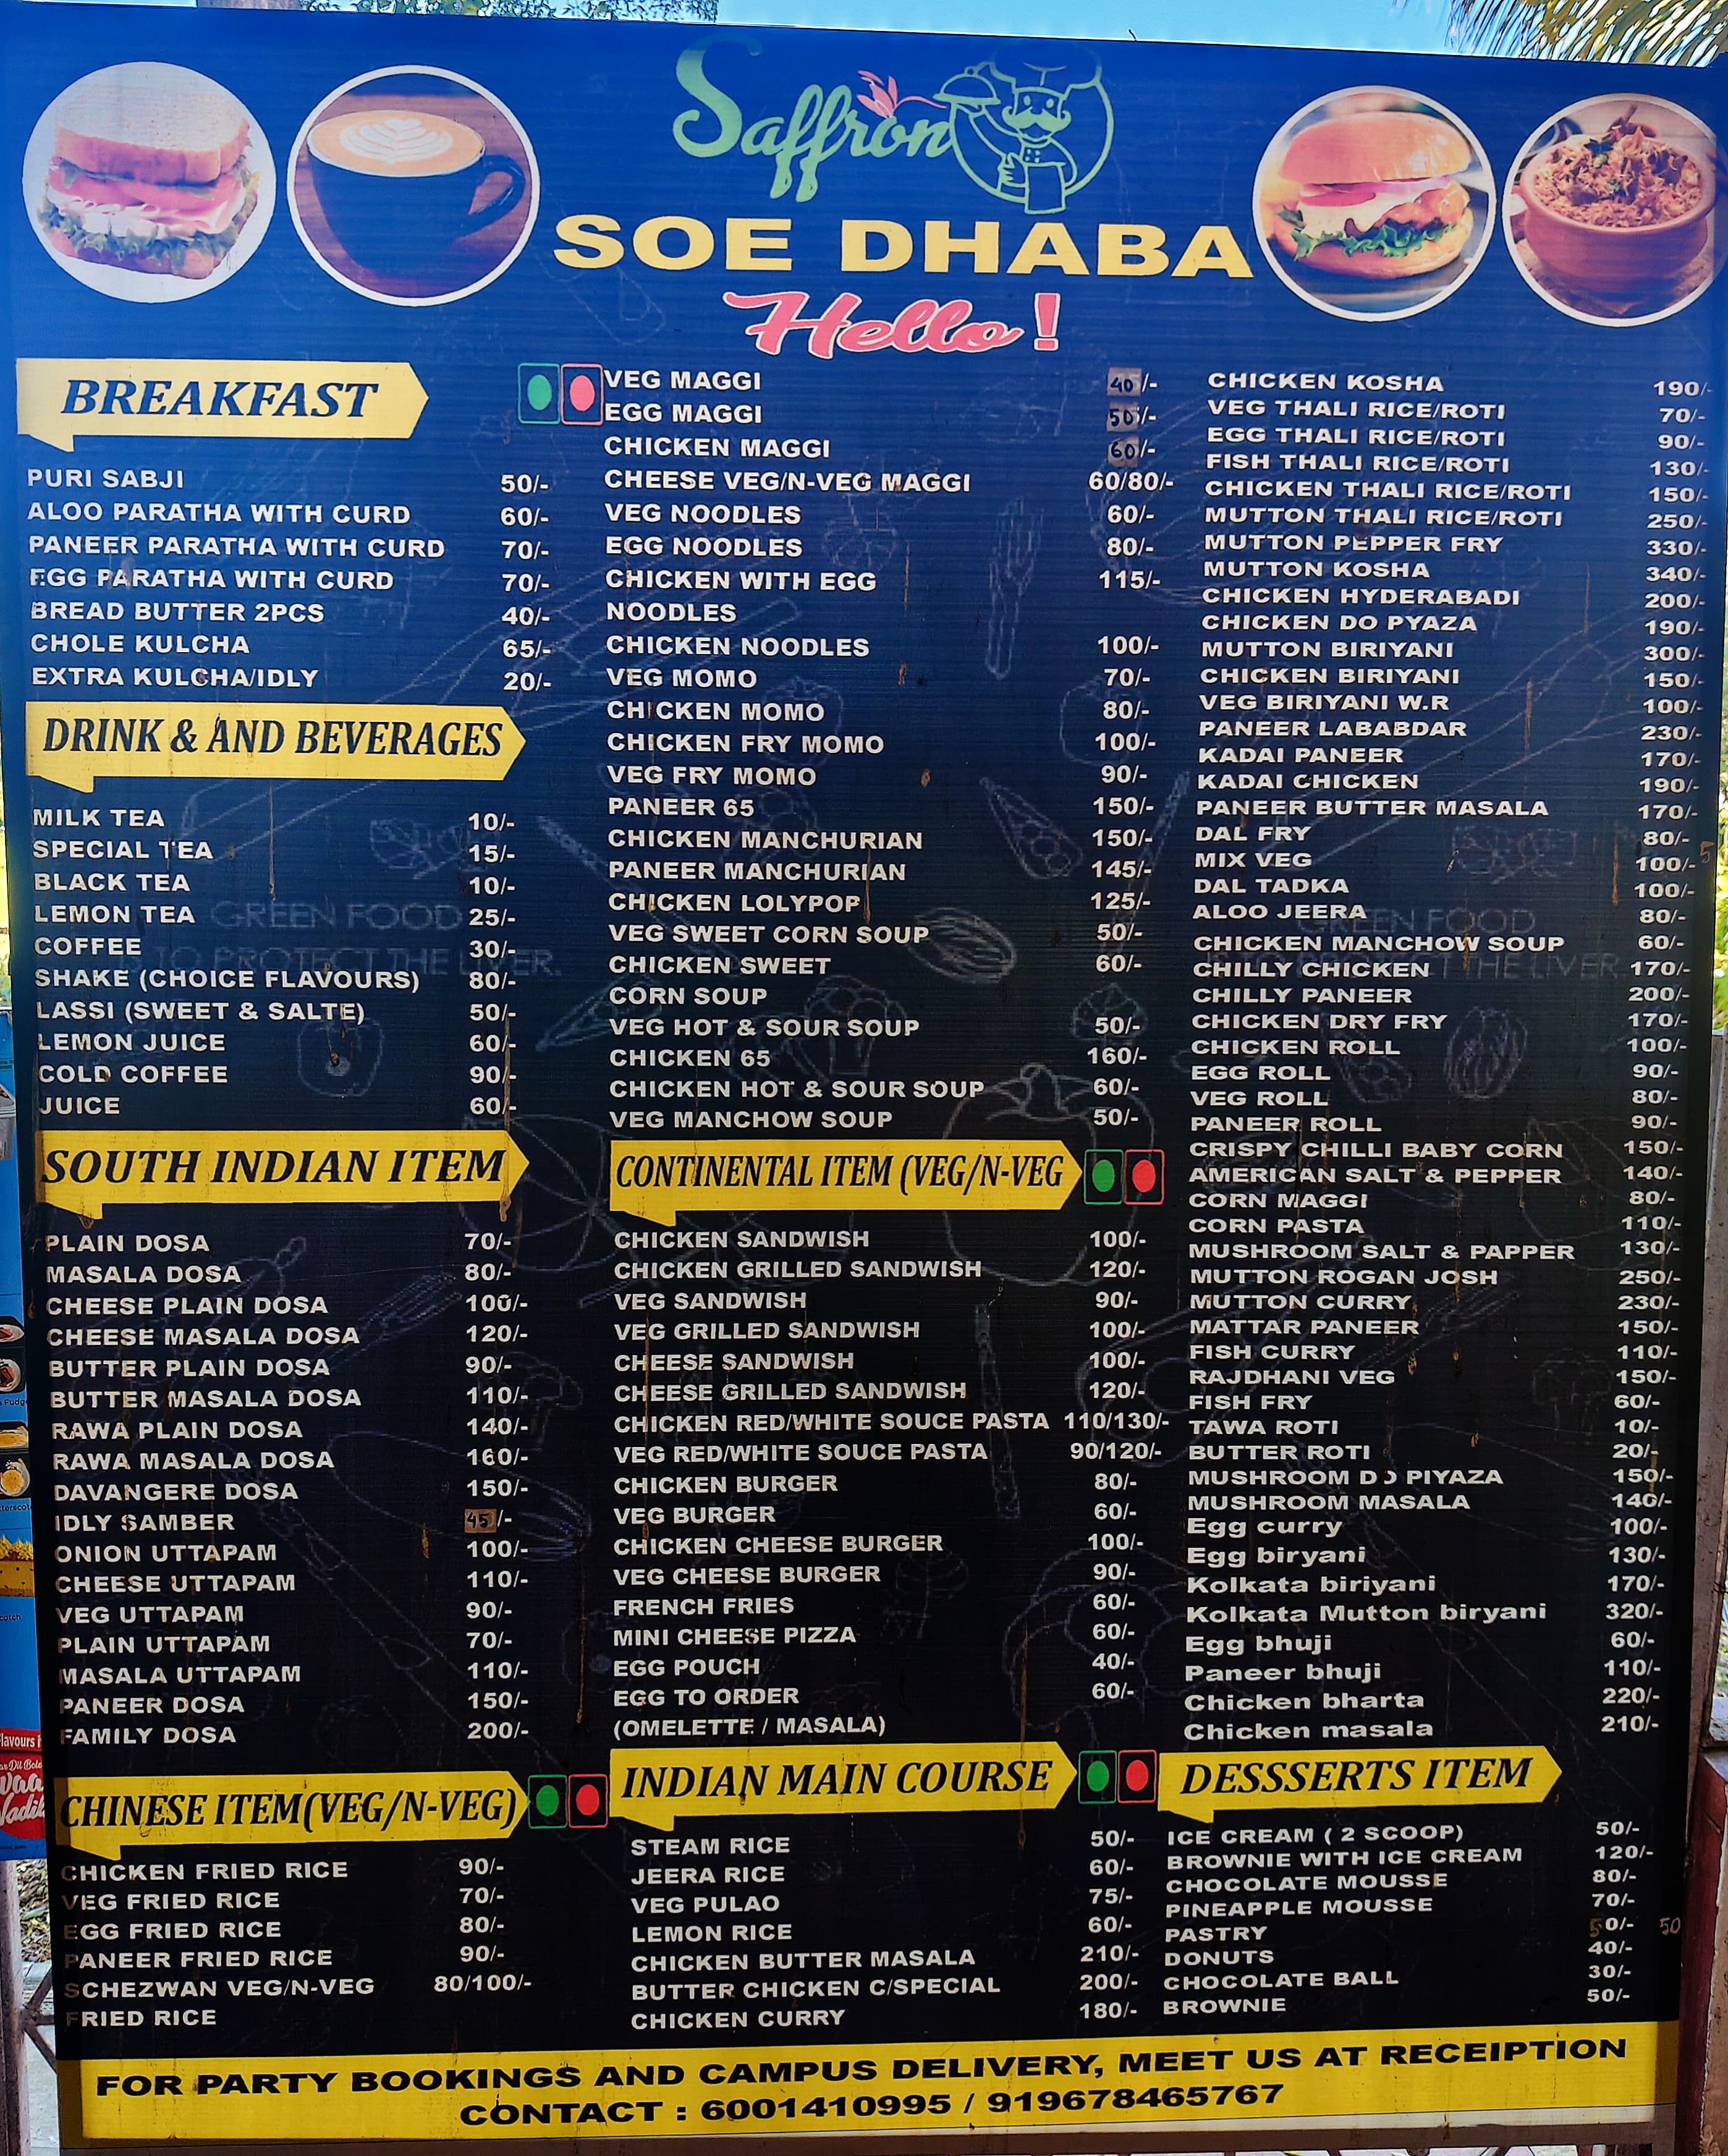 Saffron
SOE DHABA
Hello!
BREAKFAST
PURI SABJI 50/-
ALOO PARATHA WITH CURD 60/-
PANEER PARATHA WITH CURD 70/-
EGG PARATHA WITH CURD 70/-
BREAD BUTTER 2PCS 40/-
CHOLE KULCHA 65/-
EXTRA KULCHA/IDLY 20/-
DRINK & AND BEVERAGES
MILK TEA 10/-
SPECIAL TEA 15/-
BLACK TEA 10/-
LEMON TEA 25/-
COFFEE 30/-
SHAKE (CHOICE FLAVOURS) 80/-
LASSI (SWEET & SALTE) 50/-
LEMON JUICE 60/-
COLD COFFEE 90/-
JUICE 60/-
GREEN FOOD
TO PROTECT THE LIVER.
SOUTH INDIAN ITEM
PLAIN DOSA 70/-
MASALA DOSA 80/-
CHEESE PLAIN DOSA 100/-
CHEESE MASALA DOSA 120/-
BUTTER PLAIN DOSA 90/-
BUTTER MASALA DOSA 110/-
RAWA PLAIN DOSA 140/-
RAWA MASALA DOSA 160/-
DAVANGERE DOSA 150/-
IDLY SAMBER 45/-
ONION UTTAPAM 100/-
CHEESE UTTAPAM 110/-
VEG UTTAPAM 90/-
PLAIN UTTAPAM 70/-
MASALA UTTAPAM 110/-
PANEER DOSA 150/-
FAMILY DOSA 200/-
CHINESE ITEM(VEG/N-VEG)
CHICKEN FRIED RICE 90/-
VEG FRIED RICE 70/-
EGG FRIED RICE 80/-
PANEER FRIED RICE 90/-
SCHEZWAN VEG/N-VEG 80/100/-
FRIED RICE
VEG MAGGI 40/-
EGG MAGGI 50/-
CHICKEN MAGGI 60/-
CHEESE VEG/N-VEG MAGGI 60/80/-
VEG NOODLES 60/-
EGG NOODLES 80/-
CHICKEN WITH EGG 115/-
NOODLES
CHICKEN NOODLES 100/-
VEG MOMO 70/-
CHICKEN MOMO 80/-
CHICKEN FRY MOMO 100/-
VEG FRY MOMO 90/-
PANEER 65 150/-
CHICKEN MANCHURIAN 150/-
PANEER MANCHURIAN 145/-
CHICKEN LOLYPOP 125/-
VEG SWEET CORN SOUP 50/-
CHICKEN SWEET 60/-
CORN SOUP
VEG HOT & SOUR SOUP 50/-
CHICKEN 65 160/-
CHICKEN HOT & SOUR SOUP 60/-
VEG MANCHOW SOUP 50/-
CONTINENTAL ITEM (VEG/N-VEG
CHICKEN SANDWISH 100/-
CHICKEN GRILLED SANDWISH 120/-
VEG SANDWISH 90/-
VEG GRILLED SANDWISH 100/-
CHEESE SANDWISH 100/-
CHEESE GRILLED SANDWISH 120/-
CHICKEN RED/WHITE SOUCE PASTA 110/130/-
VEG RED/WHITE SOUCE PASTA 90/120/-
CHICKEN BURGER 80/-
VEG BURGER 60/-
CHICKEN CHEESE BURGER 100/-
VEG CHEESE BURGER 90/-
FRENCH FRIES 60/-
MINI CHEESE PIZZA 60/-
EGG POUCH 40/-
EGG TO ORDER 60/-
(OMELETTE / MASALA)
INDIAN MAIN COURSE
STEAM RICE 50/-
JEERA RICE 60/-
VEG PULAO 75/-
LEMON RICE 60/-
CHICKEN BUTTER MASALA 210/-
BUTTER CHICKEN C/SPECIAL 200/-
CHICKEN CURRY 180/-
CHICKEN KOSHA 190/-
VEG THALI RICE/ROTI 70/-
EGG THALI RICE/ROTI 90/-
FISH THALI RICE/ROTI 130/-
CHICKEN THALI RICE/ROTI 150/-
MUTTON THALI RICE/ROTI 250/-
MUTTON PEPPER FRY 330/-
MUTTON KOSHA 340/-
CHICKEN HYDERABADI 200/-
CHICKEN DO PYAZA 190/-
MUTTON BIRIYANI 300/-
CHICKEN BIRIYANI 150/-
VEG BIRIYANI W.R 100/-
PANEER LABABDAR 230/-
KADAI PANEER 170/-
KADAI CHICKEN 190/-
PANEER BUTTER MASALA 170/-
DAL FRY 80/-
MIX VEG 100/-
DAL TADKA 100/-
ALOO JEERA 80/-
CHICKEN MANCHOW SOUP 60/-
CHILLY CHICKEN 170/-
CHILLY PANEER 200/-
CHICKEN DRY FRY 170/-
CHICKEN ROLL 100/-
EGG ROLL 90/-
VEG ROLL 80/-
PANEER ROLL 90/-
CRISPY CHILLI BABY CORN 150/-
AMERICAN SALT & PEPPER 140/-
CORN MAGGI 80/-
CORN PASTA 110/-
MUSHROOM SALT & PAPPER 130/-
MUTTON ROGAN JOSH 250/-
MUTTON CURRY 230/-
MATTAR PANEER 150/-
FISH CURRY 110/-
RAJDHANI VEG 150/-
FISH FRY 60/-
TAWA ROTI 10/-
BUTTER ROTI 20/-
MUSHROOM DO PIYAZA 150/-
MUSHROOM MASALA 140/-
Egg curry 100/-
Egg biryani 130/-
Kolkata biriyani 170/-
Kolkata Mutton biryani 320/-
Egg bhuji 60/-
Paneer bhuji 110/-
Chicken bharta 220/-
Chicken masala 210/-
DESSSERTS ITEM
ICE CREAM ( 2 SCOOP) 50/-
BROWNIE WITH ICE CREAM 120/-
CHOCOLATE MOUSSE 80/-
PINEAPPLE MOUSSE 70/-
PASTRY 50/- 50
DONUTS 40/-
CHOCOLATE BALL 30/-
BROWNIE 50/-
FOR PARTY BOOKINGS AND CAMPUS DELIVERY, MEET US AT RECEIPTION
CONTACT : 6001410995 / 919678465767